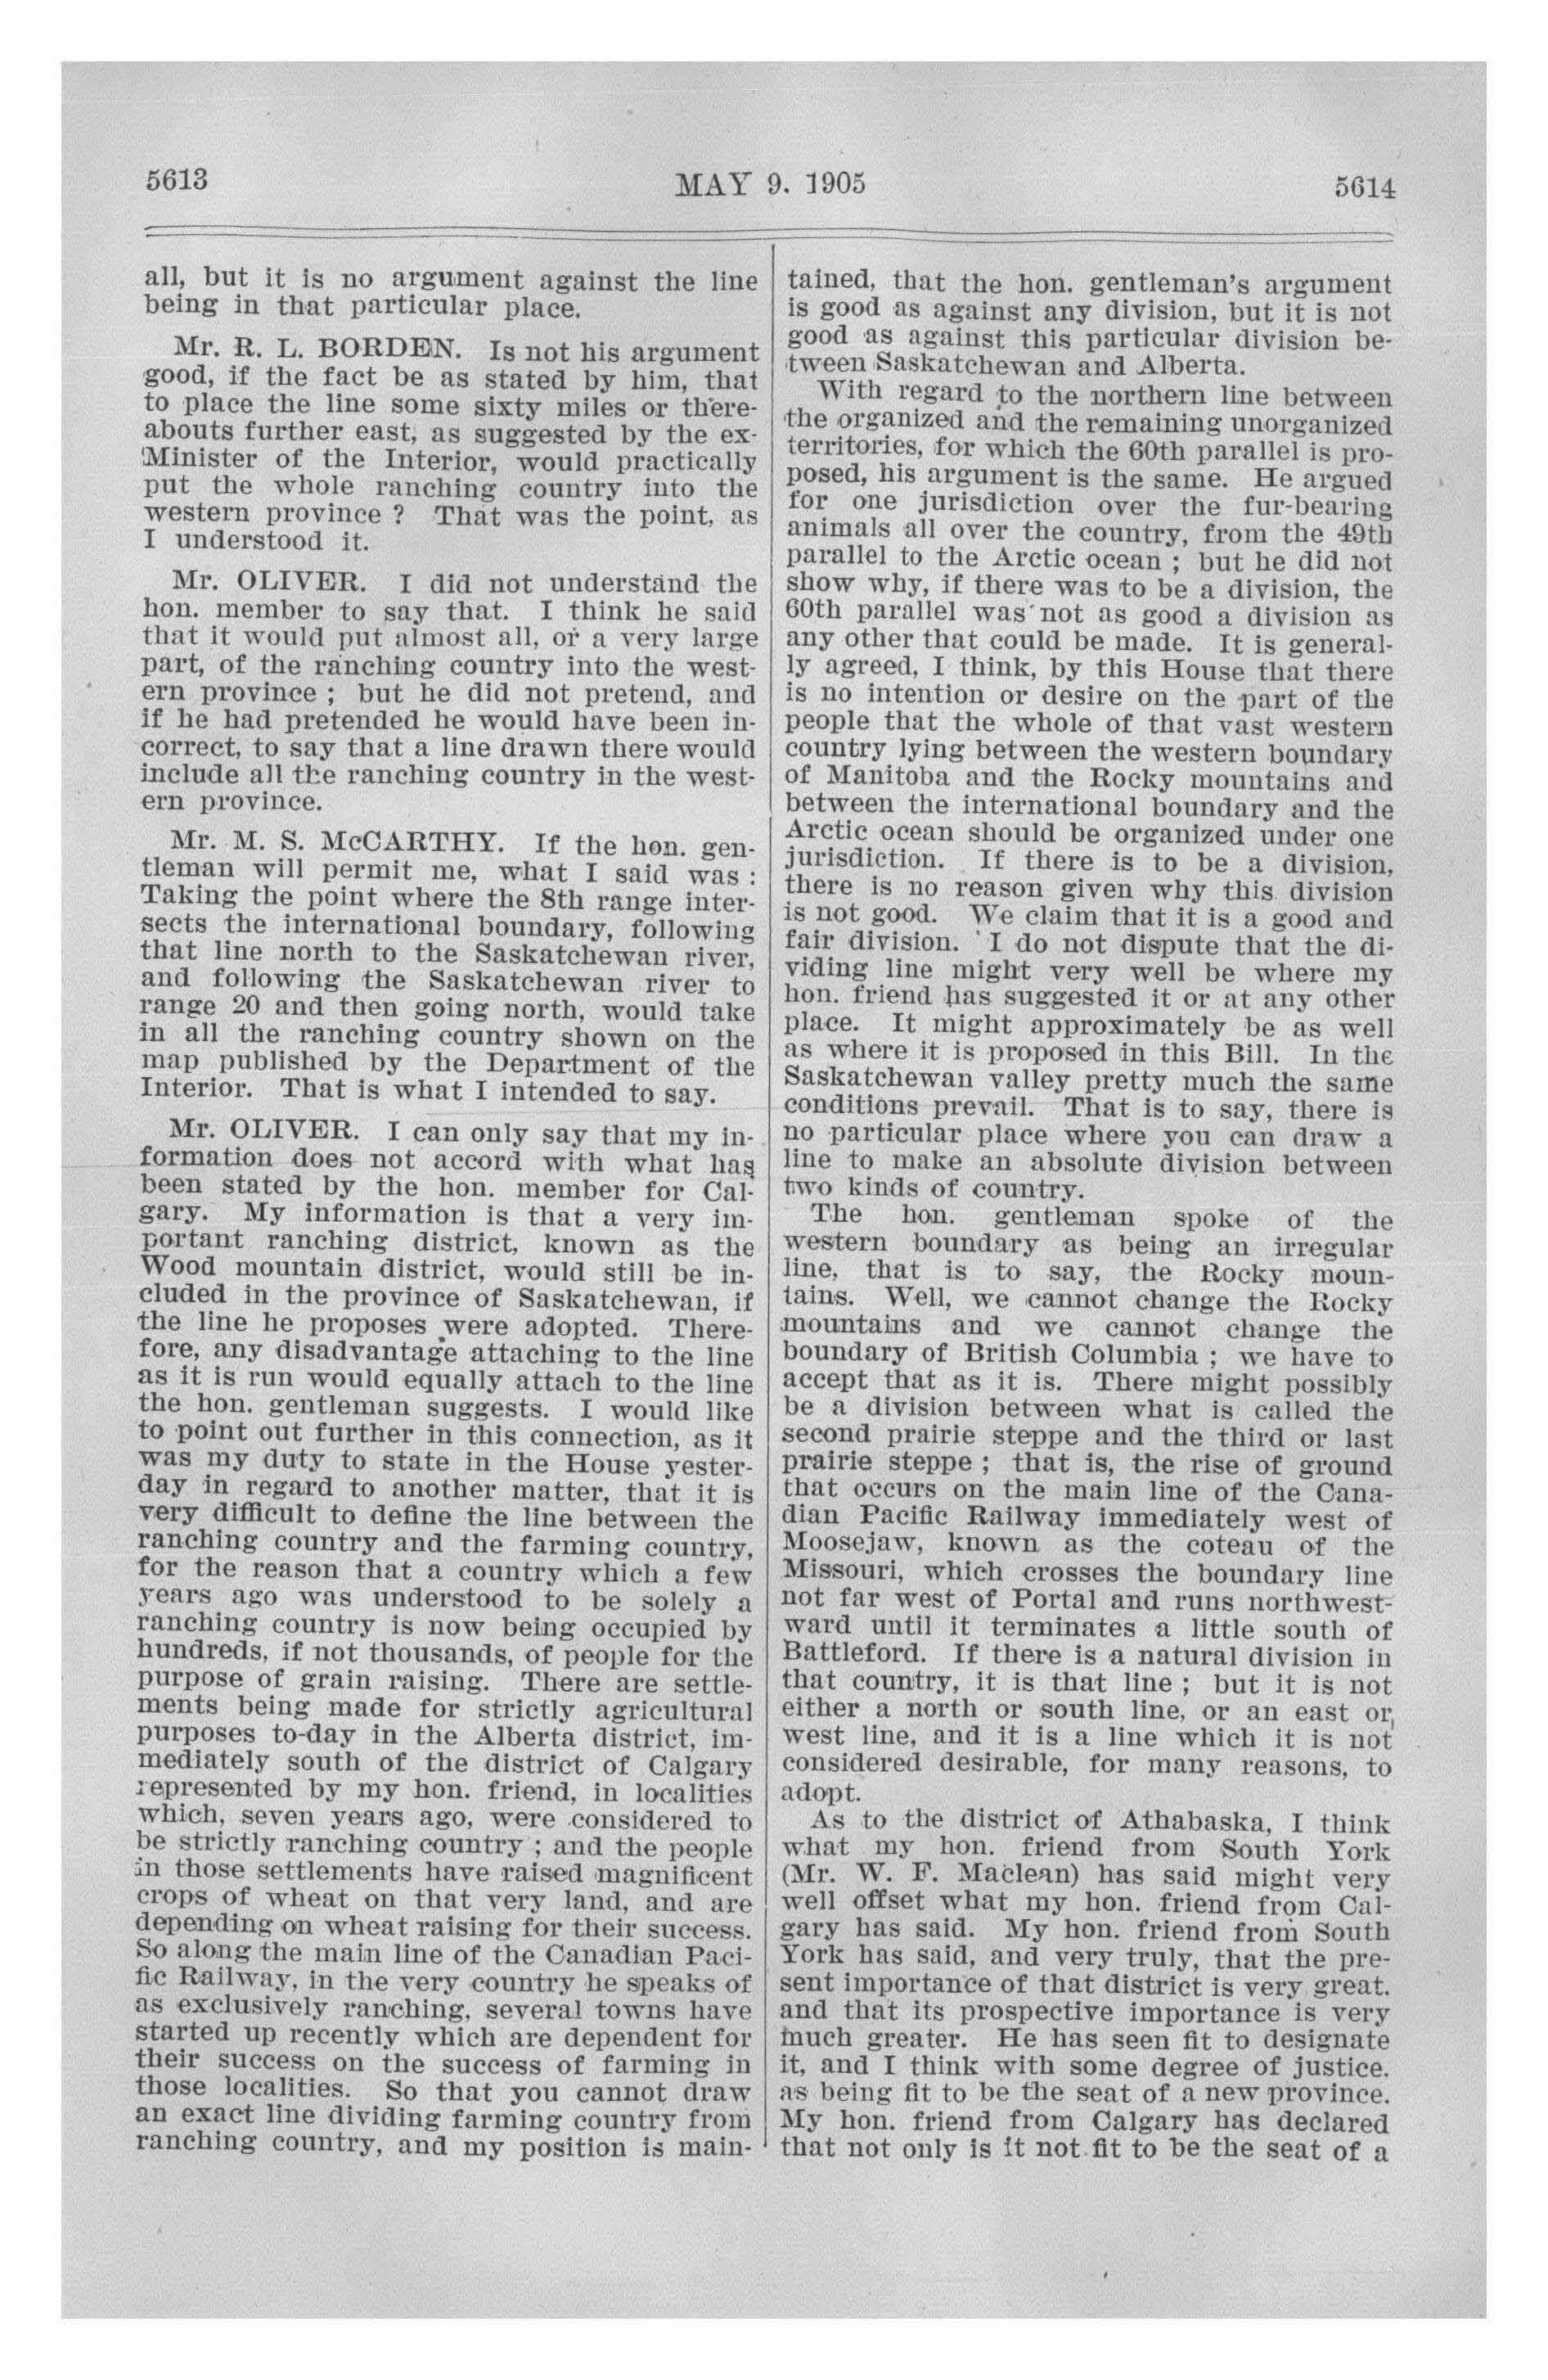 5613
MAY 9. 1905
5614
all, but it is no argument against the line
being in that particular place.
Mr. R. L. BORDEN. Is not his argument
good, if the fact be as stated by him, that
to place the line some sixty miles or there-
abouts further east, as suggested by the ex-
Minister of the Interior, would practically
put the whole ranching country into the
western province ? That was the point, as
I understood it.
Mr. OLIVER. I did not understand the
hon. member to say that. I think he said
that it would put almost all, or a very large
part, of the ranching country into the west-
ern province ; but he did not pretend, and
if he had pretended he would have been in-
correct, to say that a line drawn there would
include all the ranching country in the west-
ern province.
Mr. M. S. McCARTHY. If the hon. gen-
tleman will permit me, what I said was :
Taking the point where the 8th range inter-
sects the international boundary, following
that line north to the Saskatchewan river,
and following the Saskatchewan river to
range 20 and then going north, would take
in all the ranching country shown on the
map published by the Department of the
Interior. That is what I intended to say.
Mr. OLIVER. I can only say that my in-
formation does not accord with what has
been stated by the hon. member for Cal-
gary. My information is that a very im-
portant ranching district, known as the
Wood mountain district, would still be in-
cluded in the province of Saskatchewan, if
the line he proposes were adopted. There-
fore, any disadvantage attaching to the line
as it is run would equally attach to the line
the hon. gentleman suggests. I would like
to point out further in this connection, as it
was my duty to state in the House yester-
day in regard to another matter, that it is
very difficult to define the line between the
ranching country and the farming country,
for the reason that a country which a few
years ago was understood to be solely a
ranching country is now being occupied by
hundreds, if not thousands, of people for the
purpose of grain raising. There are settle-
ments being made for strictly agricultural
purposes to-day in the Alberta district, im-
mediately south of the district of Calgary
represented by my hon. friend, in localities
which, seven years ago, were considered to
be strictly ranching country ; and the people
in those settlements have raised magnificent
crops of wheat on that very land, and are
depending on wheat raising for their success.
So along the main line of the Canadian Paci-
fic Railway, in the very country he speaks of
as exclusively ranching, several towns have
started up recently which are dependent for
their success on the success of farming in
those localities. So that you cannot draw
an exact line dividing farming country from
ranching country, and my position is main-
tained, that the hon. gentleman's argument
is good as against any division, but it is not
good as against this particular division be-
tween Saskatchewan and Alberta.
With regard to the northern line between
the organized and the remaining unorganized
territories, for which the 60th parallel is pro-
posed, his argument is the same. He argued
for one jurisdiction over the fur-bearing
animals all over the country, from the 49th
parallel to the Arctic ocean ; but he did not
show why, if there was to be a division, the
60th parallel was not as good a division as
any other that could be made. It is general-
ly agreed, I think, by this House that there
is no intention or desire on the part of the
people that the whole of that vast western
country lying between the western boundary
of Manitoba and the Rocky mountains and
between the international boundary and the
Arctic ocean should be organized under one
jurisdiction. If there is to be a division,
there is no reason given why this division
is not good. We claim that it is a good and
fair division. I do not dispute that the di-
viding line might very well be where my
hon. friend has suggested it or at any other
place. It might approximately be as well
as where it is proposed in this Bill. In the
Saskatchewan valley pretty much the same
conditions prevail. That is to say, there is
no particular place where you can draw a
line to make an absolute division between
two kinds of country.
The hon. gentleman spoke of the
western boundary as being an irregular
line, that is to say, the Rocky moun-
tains. Well, we cannot change the Rocky
mountains and we cannot change the
boundary of British Columbia ; we have to
accept that as it is. There might possibly
be a division between what is called the
second prairie steppe and the third or last
prairie steppe ; that is, the rise of ground
that occurs on the main line of the Cana-
dian Pacific Railway immediately west of
Moosejaw, known as the coteau of the
Missouri, which crosses the boundary line
not far west of Portal and runs northwest-
ward until it terminates a little south of
Battleford. If there is a natural division in
that country, it is that line ; but it is not
either a north or south line, or an east or
west line, and it is a line which it is not
considered desirable, for many reasons, to
adopt.
As to the district of Athabaska, I think
what my hon. friend from South York
(Mr. W. F. Maclean) has said might very
well offset what my hon. friend from Cal-
gary has said. My hon. friend from South
York has said, and very truly, that the pre-
sent importance of that district is very great.
and that its prospective importance is very
much greater. He has seen fit to designate
it, and I think with some degree of justice.
as being fit to be the seat of a new province.
My hon. friend from Calgary has declared
that not only is it not fit to be the seat of a